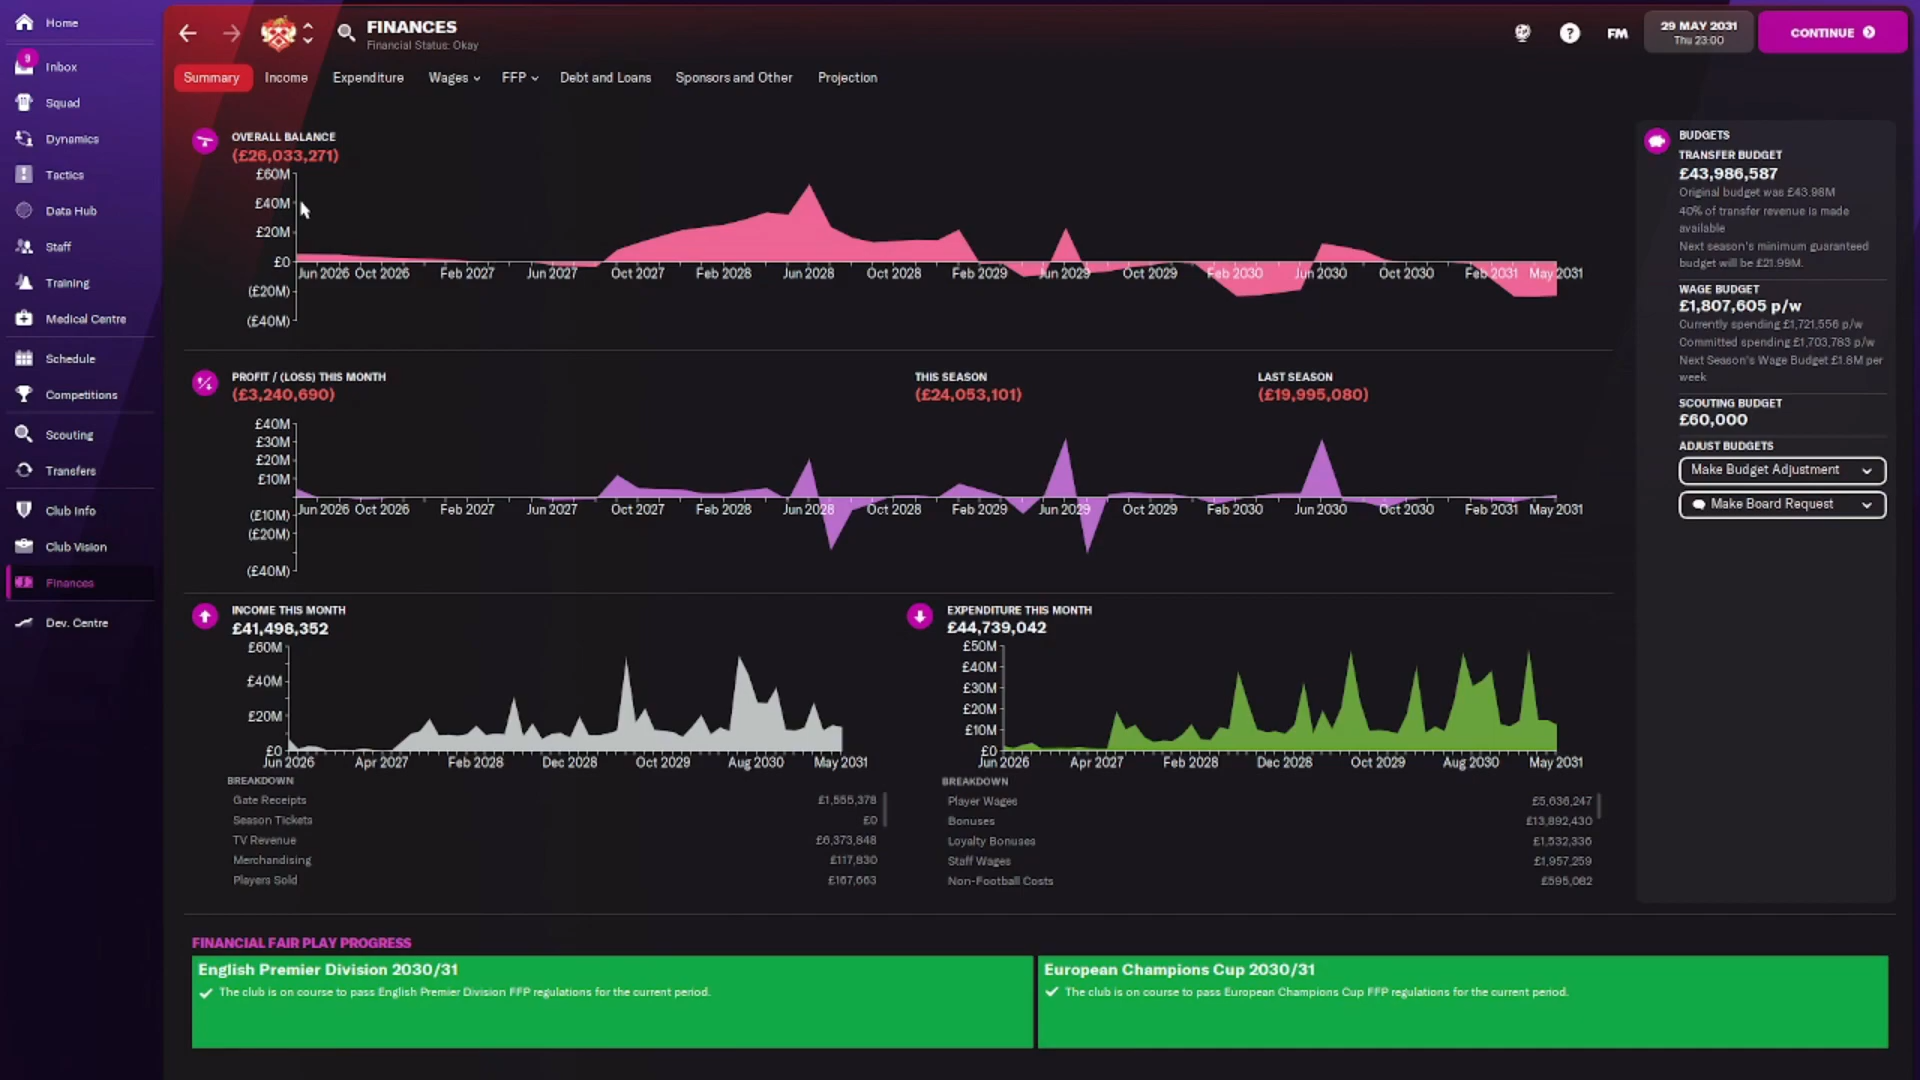 Home
9
Inbox
Squad
Dynamics
Tactics
Data Hub
Staff
Training
Medical Centre
Schedule
Competitions
Scouting
Transfers
Club Info
Club Vision
Finances
Dev. Centre
FINANCES
Financial Status: Okay
FM
29 MAY 2031
Thu 23:00
CONTINUE
Summary
Income
Expenditure
Wages
FFP
Debt and Loans
Sponsors and Other
Projection
OVERALL BALANCE
(£26,033,271)
£60M
£40M
£20M
£0
(£20M)
(£40M)
Jun 2026 Oct 2026 Feb 2027 Jun 2027 Oct 2027 Feb 2028 Jun 2028 Oct 2028 Feb 2029 Jun 2029 Oct 2029 Feb 2030 Jun 2030 Oct 2030 Feb 2031 May 2031
PROFIT / (LOSS) THIS MONTH
(£3,240,690)
THIS SEASON
(£24,053,101)
LAST SEASON
(£19,995,080)
£40M
£30M
£20M
£10M
(£10M)
(£20M)
(£40M)
Jun 2026 Oct 2026 Feb 2027 Jun 2027 Oct 2027 Feb 2028 Jun 2028 Oct 2028 Feb 2029 Jun 2029 Oct 2029 Feb 2030 Jun 2030 Oct 2030 Feb 2031 May 2031
INCOME THIS MONTH
£41,498,352
£60M
£40M
£20M
£0
Jun 2026 Apr 2027 Feb 2028 Dec 2028 Oct 2029 Aug 2030 May 2031
BREAKDOWN
Gate Receipts £1,555,378
Season Tickets £0
TV Revenue £6,373,848
Merchandising £117,830
Players Sold £167,663
EXPENDITURE THIS MONTH
£44,739,042
£50M
£40M
£30M
£20M
£10M
£0
Jun 2026 Apr 2027 Feb 2028 Dec 2028 Oct 2029 Aug 2030 May 2031
BREAKDOWN
Player Wages £5,636,247
Bonuses £13,892,430
Loyalty Bonuses £1,532,336
Staff Wages £1,957,259
Non-Football Costs £595,082
BUDGETS
TRANSFER BUDGET
£43,986,587
Original budget was £43.98M
40% of transfer revenue is made
available
Next season's minimum guaranteed
budget will be £21.99M.
WAGE BUDGET
£1,807,605 p/w
Currently spending £1,721,556 p/w
Committed spending £1,703,783 p/w
Next Season's Wage Budget £1.8M per
week
SCOUTING BUDGET
£60,000
ADJUST BUDGETS
Make Budget Adjustment
Make Board Request
FINANCIAL FAIR PLAY PROGRESS
English Premier Division 2030/31
The club is on course to pass English Premier Division FFP regulations for the current period.
European Champions Cup 2030/31
The club is on course to pass European Champions Cup FFP regulations for the current period.